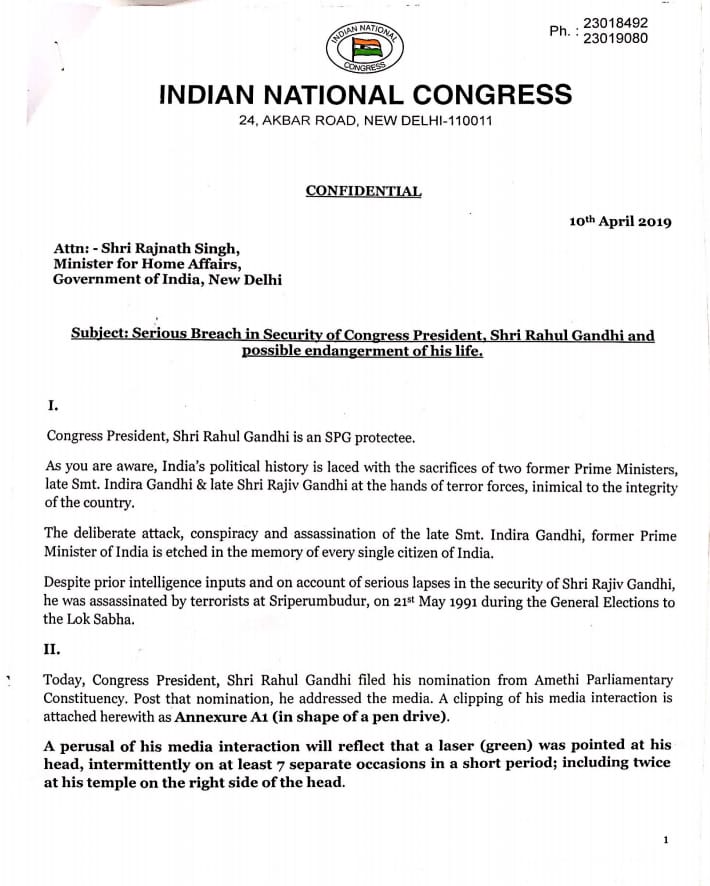 Ph. : 23018492
23019080
INDIAN NATIONAL
CONGRESS
INDIAN NATIONAL CONGRESS
24, AKBAR ROAD, NEW DELHI-110011
CONFIDENTIAL
10th April 2019
Attn: - Shri Rajnath Singh,
Minister for Home Affairs,
Government of India, New Delhi
Subject: Serious Breach in Security of Congress President, Shri Rahul Gandhi and
possible endangerment of his life.
I.
Congress President, Shri Rahul Gandhi is an SPG protectee.
As you are aware, India's political history is laced with the sacrifices of two former Prime Ministers,
late Smt. Indira Gandhi & late Shri Rajiv Gandhi at the hands of terror forces, inimical to the integrity
of the country.
The deliberate attack, conspiracy and assassination of the late Smt. Indira Gandhi, former Prime
Minister of India is etched in the memory of every single citizen of India.
Despite prior intelligence inputs and on account of serious lapses in the security of Shri Rajiv Gandhi,
he was assassinated by terrorists at Sriperumbudur, on 21st May 1991 during the General Elections to
the Lok Sabha.
II.
Today, Congress President, Shri Rahul Gandhi filed his nomination from Amethi Parliamentary
Constituency. Post that nomination, he addressed the media. A clipping of his media interaction is
attached herewith as Annexure A1 (in shape of a pen drive).
A perusal of his media interaction will reflect that a laser (green) was pointed at his
head, intermittently on at least 7 separate occasions in a short period; including twice
at his temple on the right side of the head.
1